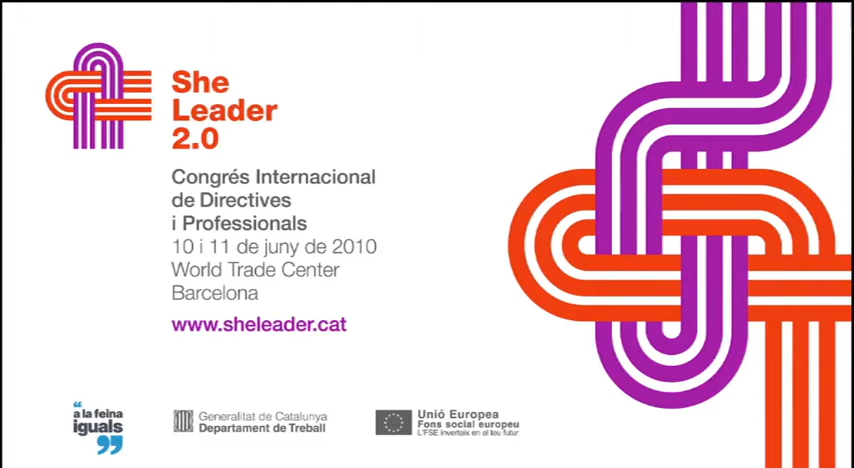 She
Leader
2.0
Congrés Internacional
de Directives
i Professionals
10 i 11 de juny de 2010
World Trade Center
Barcelona
www.sheleader.cat
“
a la feina
iguals
”
Generalitat de Catalunya
Departament de Treball
Unió Europea
Fons social europeu
L'FSE inverteix en el teu futur